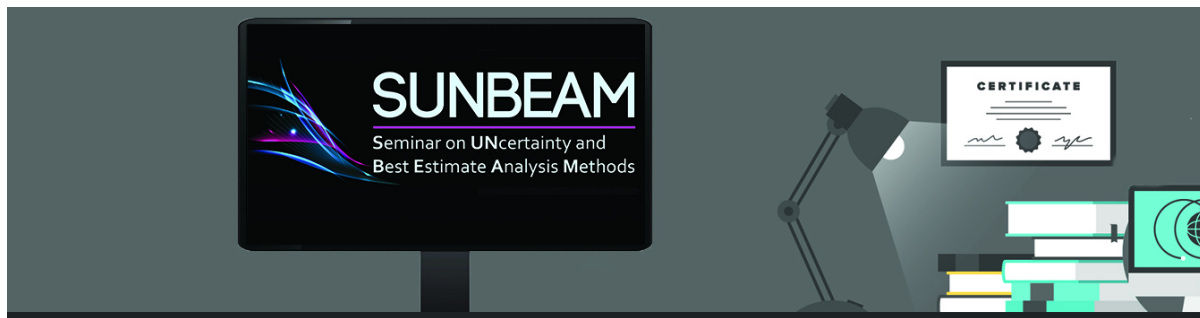 SUNBEAM
Seminar on UNcertainty and
Best Estimate Analysis Methods
CERTIFICATE